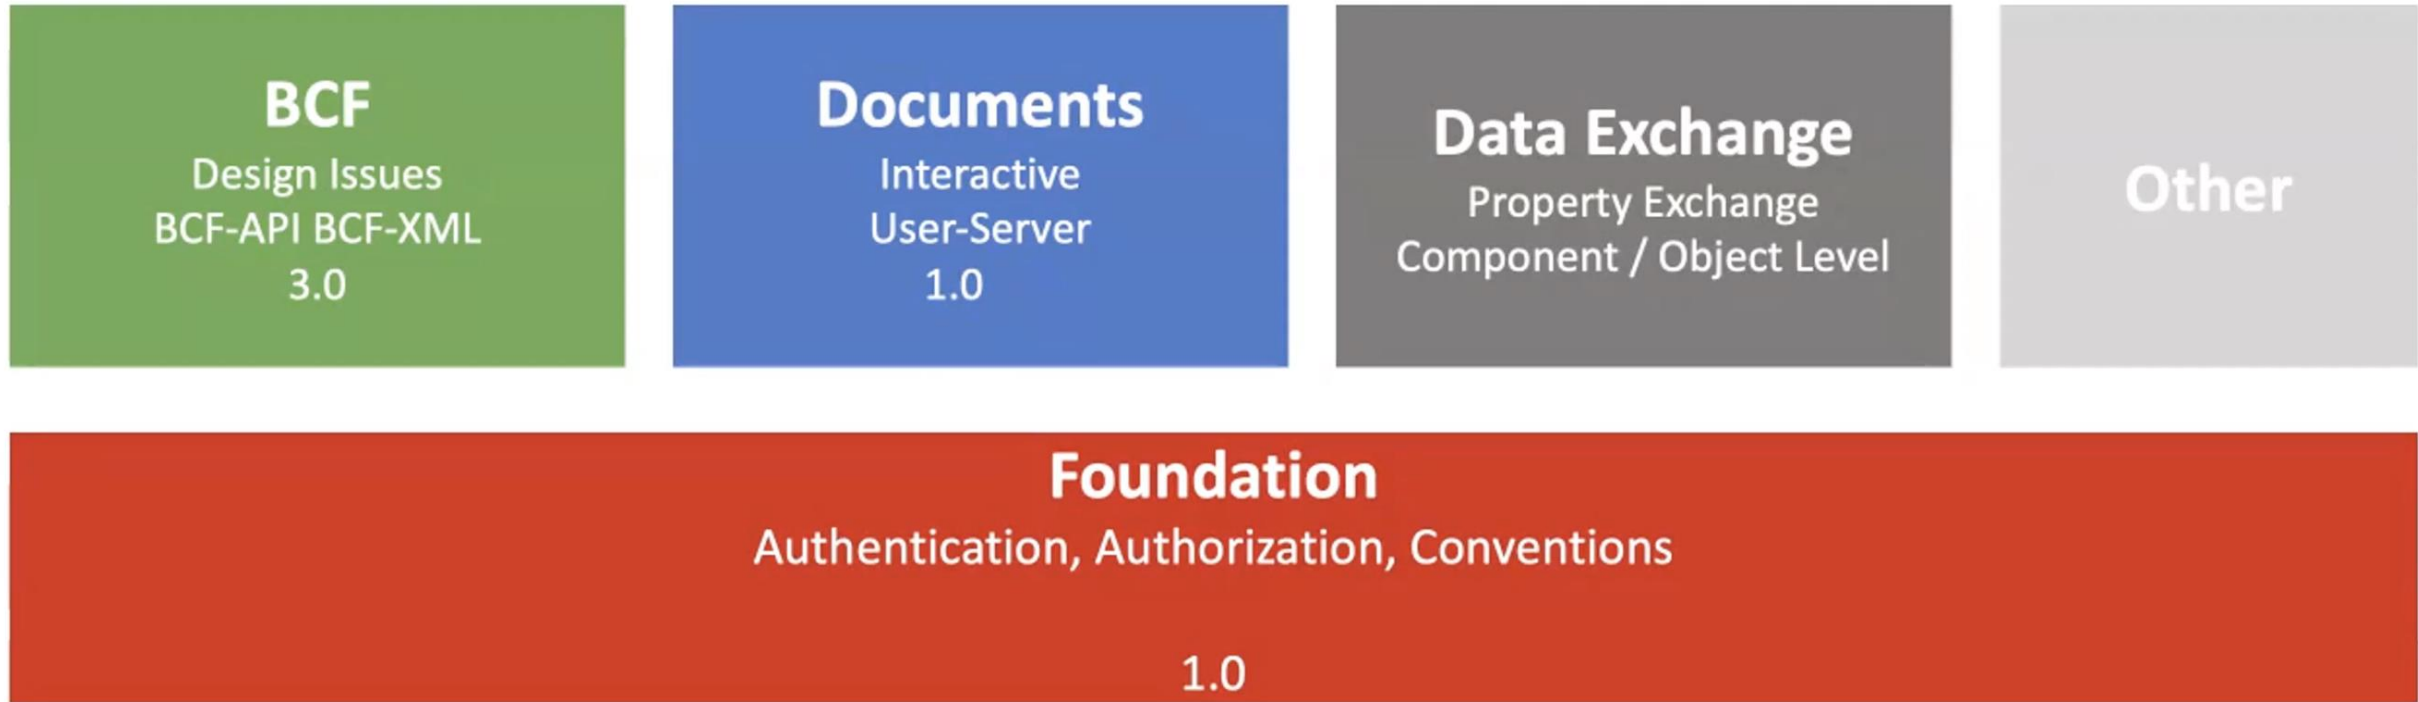 BCF
Design Issues
BCF-API BCF-XML
3.0
Documents
Interactive
User-Server
1.0
Data Exchange
Property Exchange
Component / Object Level
Other
Foundation
Authentication, Authorization, Conventions
1.0